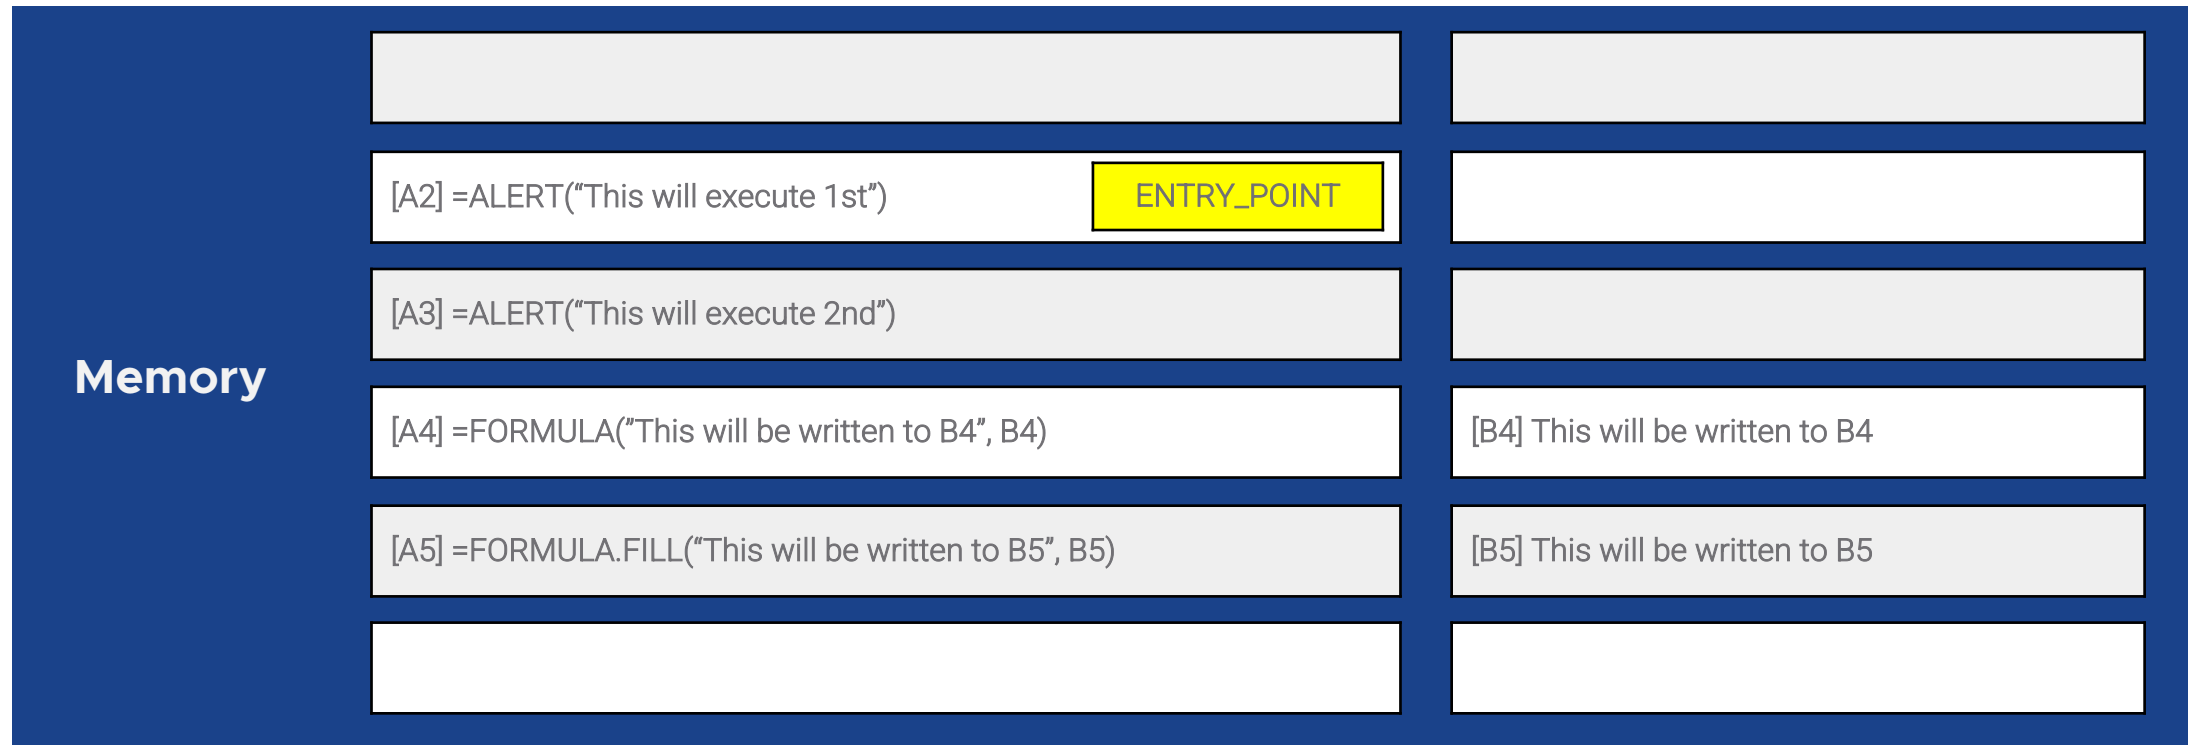 [A2] =ALERT(“This will execute 1st”)
ENTRY_POINT
[A3] =ALERT(“This will execute 2nd”)
Memory
[A4] =FORMULA(”This will be written to B4”, B4)
[B4] This will be written to B4
[A5] =FORMULA.FILL(“This will be written to B5”, B5)
[B5] This will be written to B5